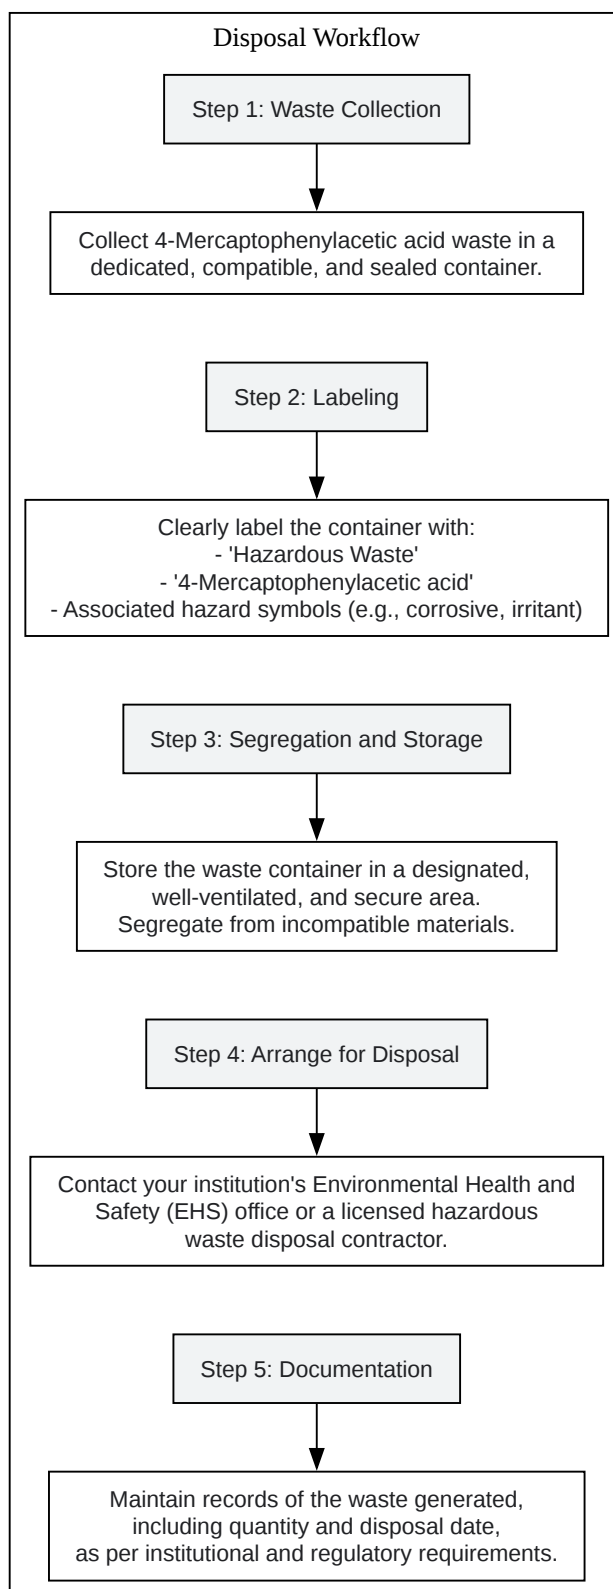 Disposal Workflow
Step 1: Waste Collection
Collect 4-Mercaptophenylacetic acid waste in a
dedicated, compatible, and sealed container.
Step 2: Labeling
Clearly label the container with:
- 'Hazardous Waste'
- '4-Mercaptophenylacetic acid'
- Associated hazard symbols (e.g., corrosive, irritant)
Step 3: Segregation and Storage
Store the waste container in a designated,
well-ventilated, and secure area.
Segregate from incompatible materials.
Step 4: Arrange for Disposal
Contact your institution's Environmental Health and
Safety (EHS) office or a licensed hazardous
waste disposal contractor.
Step 5: Documentation
Maintain records of the waste generated,
including quantity and disposal date,
as per institutional and regulatory requirements.